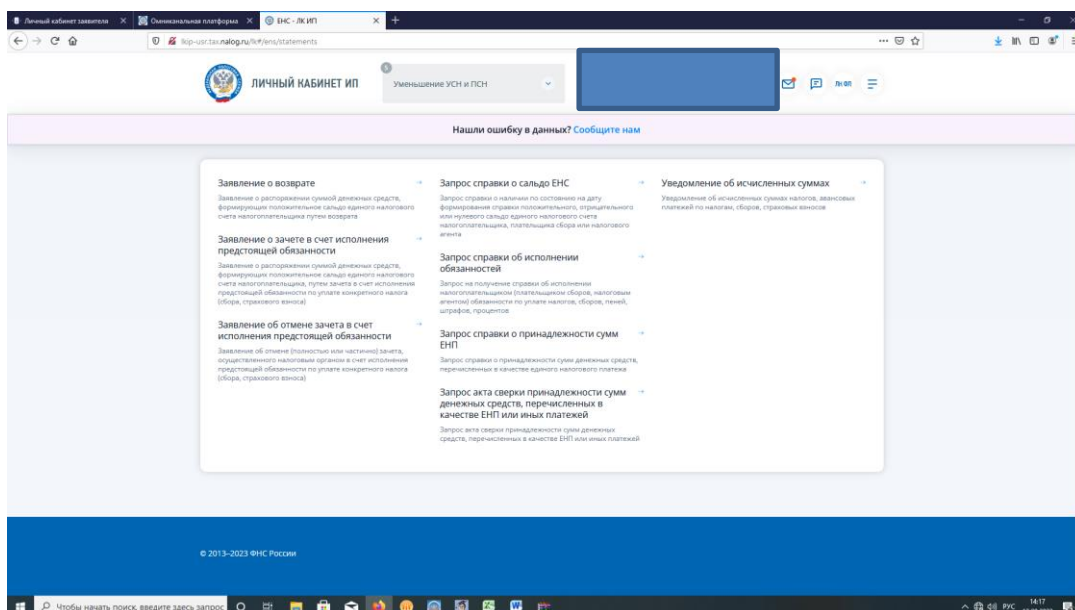 Личный кабинет заявителя
Омниканальная платформа
ЕНС - ЛК ИП
lkip-usr.tax.nalog.ru/lk#/ens/statements
ЛИЧНЫЙ КАБИНЕТ ИП
Уменьшение УСН и ПСН
Нашли ошибку в данных? Сообщите нам
Заявление о возврате
Заявление о распоряжении суммой денежных средств,
формирующих положительное сальдо единого налогового
счета налогоплательщика путем возврата
Заявление о зачете в счет исполнения
предстоящей обязанности
Заявление о распоряжении суммой денежных средств,
формирующих положительное сальдо единого налогового
счета налогоплательщика, путем зачета в счет исполнения
предстоящей обязанности по уплате конкретного налога
(сбора, страхового взноса)
Заявление об отмене зачета в счет
исполнения предстоящей обязанности
Заявление об отмене (полностью или частично) зачета,
осуществленного налоговым органом в счет исполнения
предстоящей обязанности по уплате конкретного налога
(сбора, страхового взноса)
Запрос справки о сальдо ЕНС
Запрос справки о наличии по состоянию на дату
формирования справки положительного, отрицательного
или нулевого сальдо единого налогового счета
налогоплательщика, плательщика сбора или налогового
агента
Запрос справки об исполнении
обязанностей
Запрос на получение справки об исполнении
налогоплательщиком (плательщиком сборов, налоговым
агентом) обязанности по уплате налогов, сборов, пеней,
штрафов, процентов
Запрос справки о принадлежности сумм
ЕНП
Запрос справки о принадлежности сумм денежных средств,
перечисленных в качестве единого налогового платежа
Запрос акта сверки принадлежности сумм
денежных средств, перечисленных в
качестве ЕНП или иных платежей
Запрос акта сверки принадлежности сумм денежных
средств, перечисленных в качестве ЕНП или иных платежей
Уведомление об исчисленных суммах
Уведомление об исчисленных суммах налогов, авансовых
платежей по налогам, сборов, страховых взносов
© 2013–2023 ФНС России
Чтобы начать поиск, введите здесь запрос
РУС
14:17